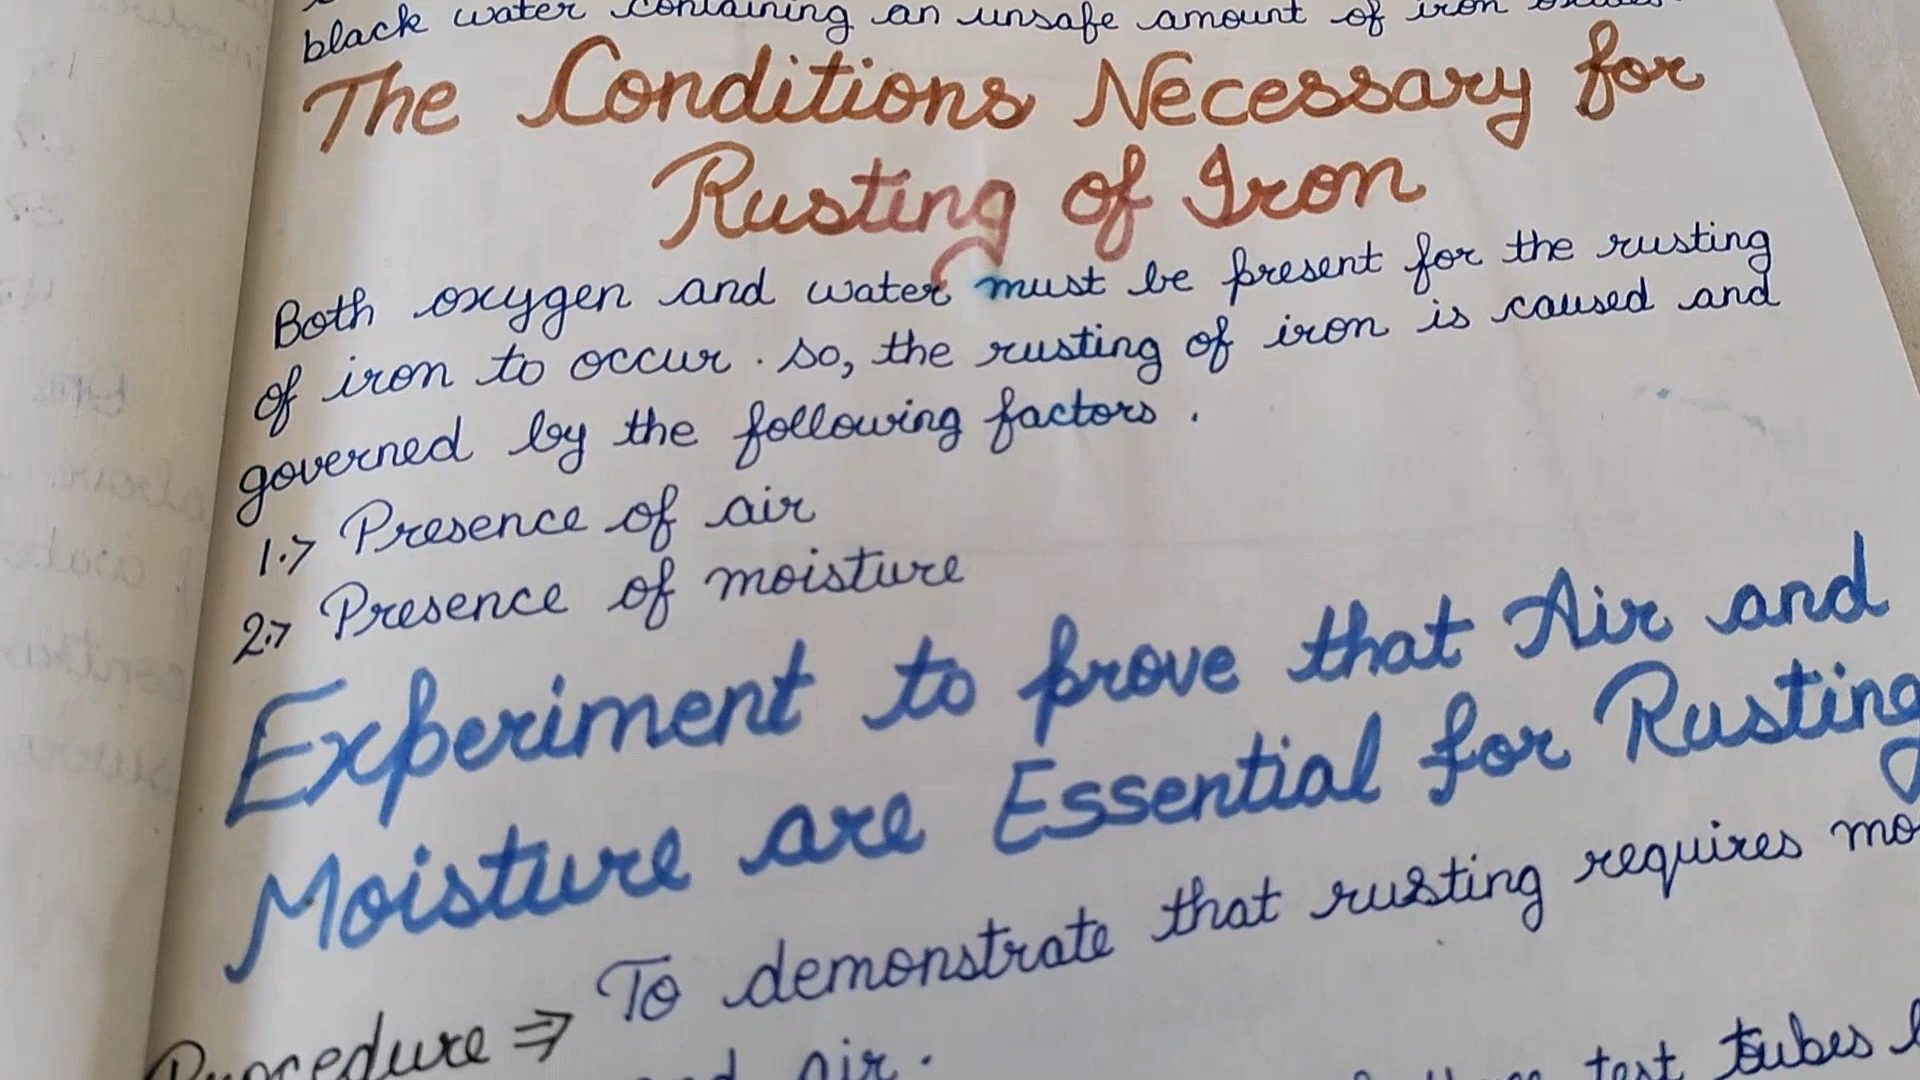 black water containing an unsafe amount of iron
The Conditions Necessary for
Rusting of Iron
Both oxygen and water must be present for the rusting
of iron to occur. So, the rusting of iron is caused and
governed by the following factors.
1.> Presence of air
2.> Presence of moisture
Experiment to prove that Air and
Moisture are Essential for Rusting
Procedure ⇒ To demonstrate that rusting requires mo
air.
test tubes